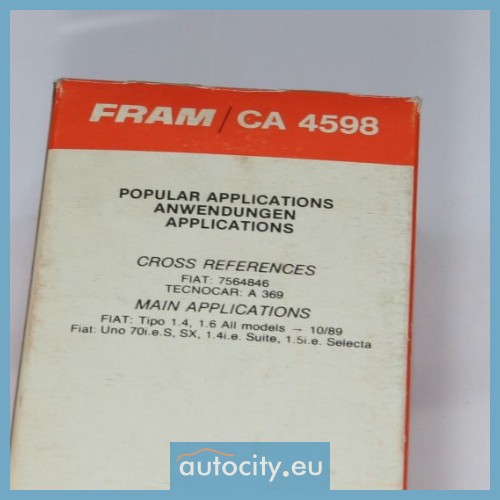 FRAM / CA 4598
POPULAR APPLICATIONS
ANWENDUNGEN
APPLICATIONS
CROSS REFERENCES
FIAT: 7564846
TECNOCAR: A 369
MAIN APPLICATIONS
FIAT: Tipo 1.4, 1.6 All models — 10/89
Fiat: Uno 70i.e.S, SX, 1.4i.e. Suite, 1.5i.e. Selecta
autocity.eu